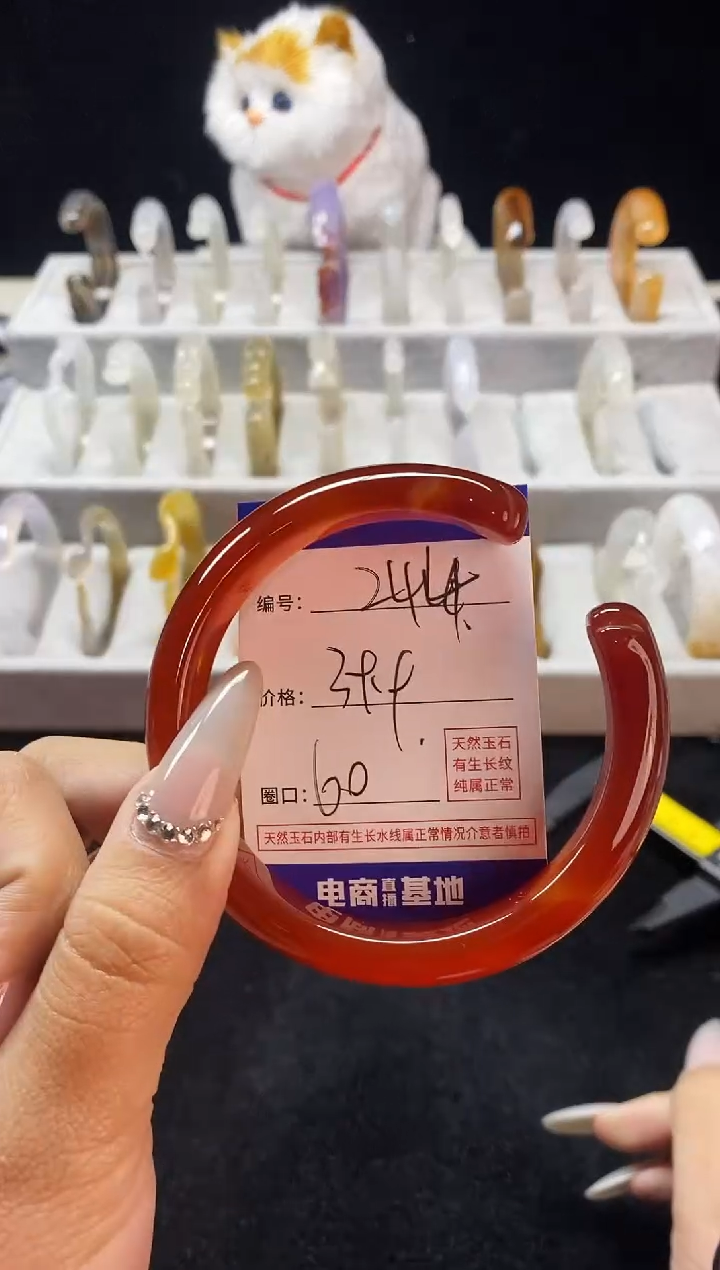 编号：244
价格：
圈口：60
天然玉石
有生长纹
纯属正常
天然玉石内部有生长水线属正常情况介意者慎拍
电商直播基地